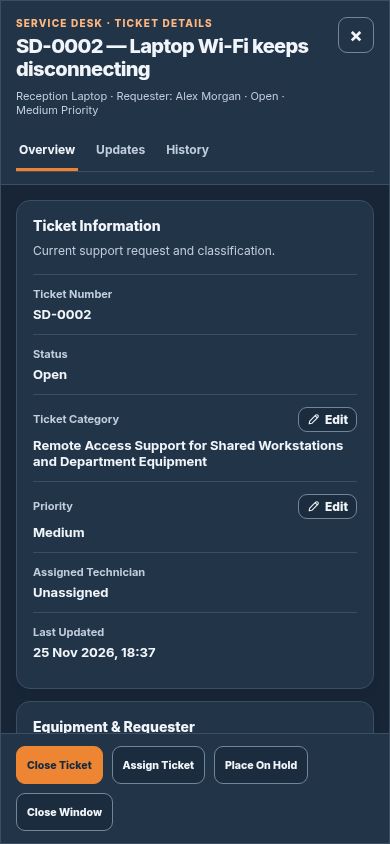 SERVICE DESK · TICKET DETAILS
SD-0002 — Laptop Wi-Fi keeps
disconnecting
Reception Laptop · Requester: Alex Morgan · Open ·
Medium Priority
×
Overview Updates History
Ticket Information
Current support request and classification.
Ticket Number
SD-0002
Status
Open
Ticket Category
Edit
Remote Access Support for Shared Workstations
and Department Equipment
Priority
Edit
Medium
Assigned Technician
Unassigned
Last Updated
25 Nov 2026, 18:37
Equipment & Requester
Close Ticket Assign Ticket Place On Hold
Close Window